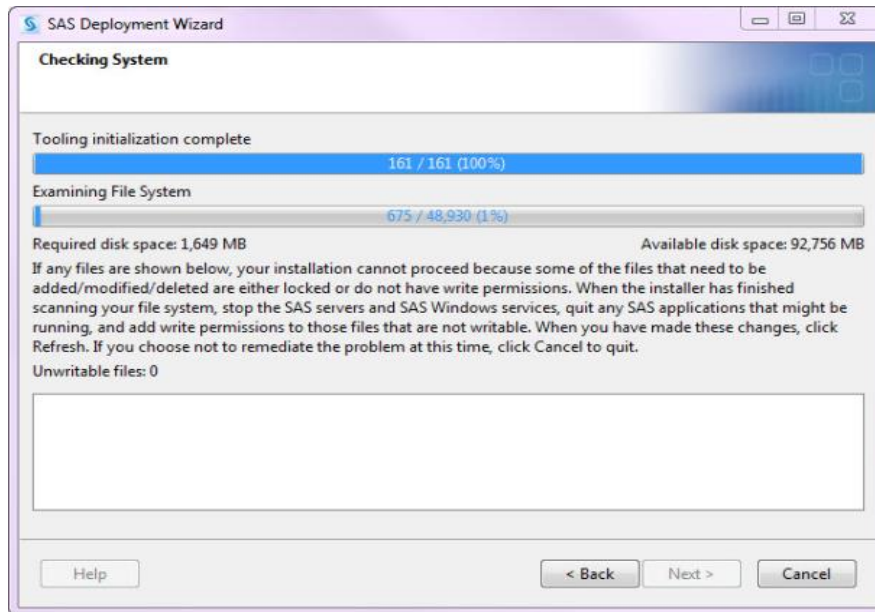 SAS Deployment Wizard
Checking System
Tooling initialization complete
161 / 161 (100%)
Examining File System
675 / 48,930 (1%)
Required disk space: 1,649 MB Available disk space: 92,756 MB
If any files are shown below, your installation cannot proceed because some of the files that need to be
added/modified/deleted are either locked or do not have write permissions. When the installer has finished
scanning your file system, stop the SAS servers and SAS Windows services, quit any SAS applications that might be
running, and add write permissions to those files that are not writable. When you have made these changes, click
Refresh. If you choose not to remediate the problem at this time, click Cancel to quit.
Unwritable files: 0
Help < Back Next > Cancel